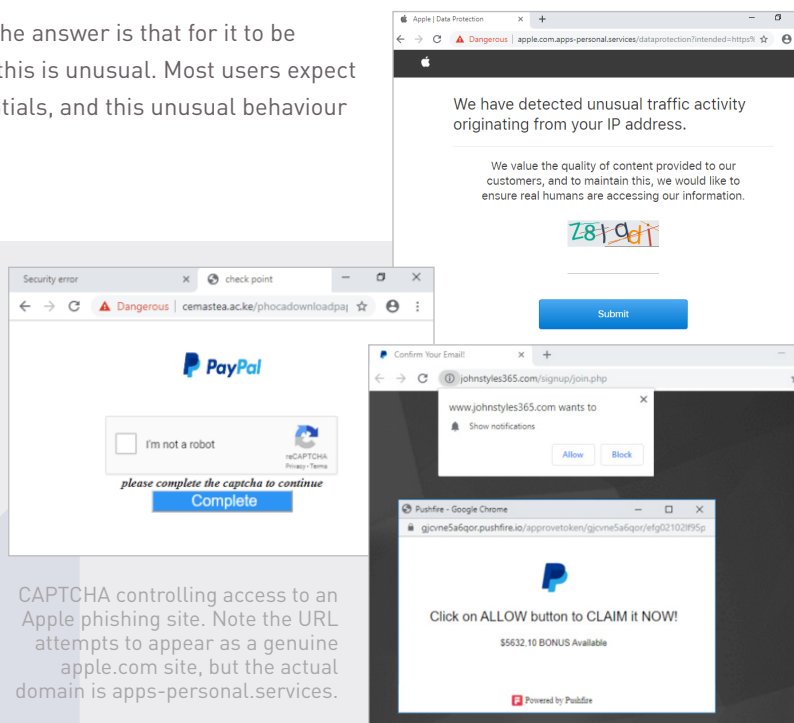 he answer is that for it to be
this is unusual. Most users expect
tials, and this unusual behaviour
Apple | Data Protection
Dangerous | apple.com.apps-personal.services/dataprotection?intended=https%
We have detected unusual traffic activity
originating from your IP address.
We value the quality of content provided to our
customers, and to maintain this, we would like to
ensure real humans are accessing our information.
Submit
Security error
check point
Dangerous | cemastea.ac.ke/phocadownloadpa
PayPal
I'm not a robot
reCAPTCHA
Privacy - Terms
please complete the captcha to continue
Complete
Confirm Your Email!
johnstyles365.com/signup/join.php
www.johnstyles365.com wants to
Show notifications
Allow
Block
Pushfire - Google Chrome
gjcvne5a6qor.pushfire.io/approvetoken/gjcvne5a6qor/
Click on ALLOW button to CLAIM it NOW!
$5632,10 BONUS Available
Powered by Pushfire
CAPTCHA controlling access to an
Apple phishing site. Note the URL
attempts to appear as a genuine
apple.com site, but the actual
domain is apps-personal.services.